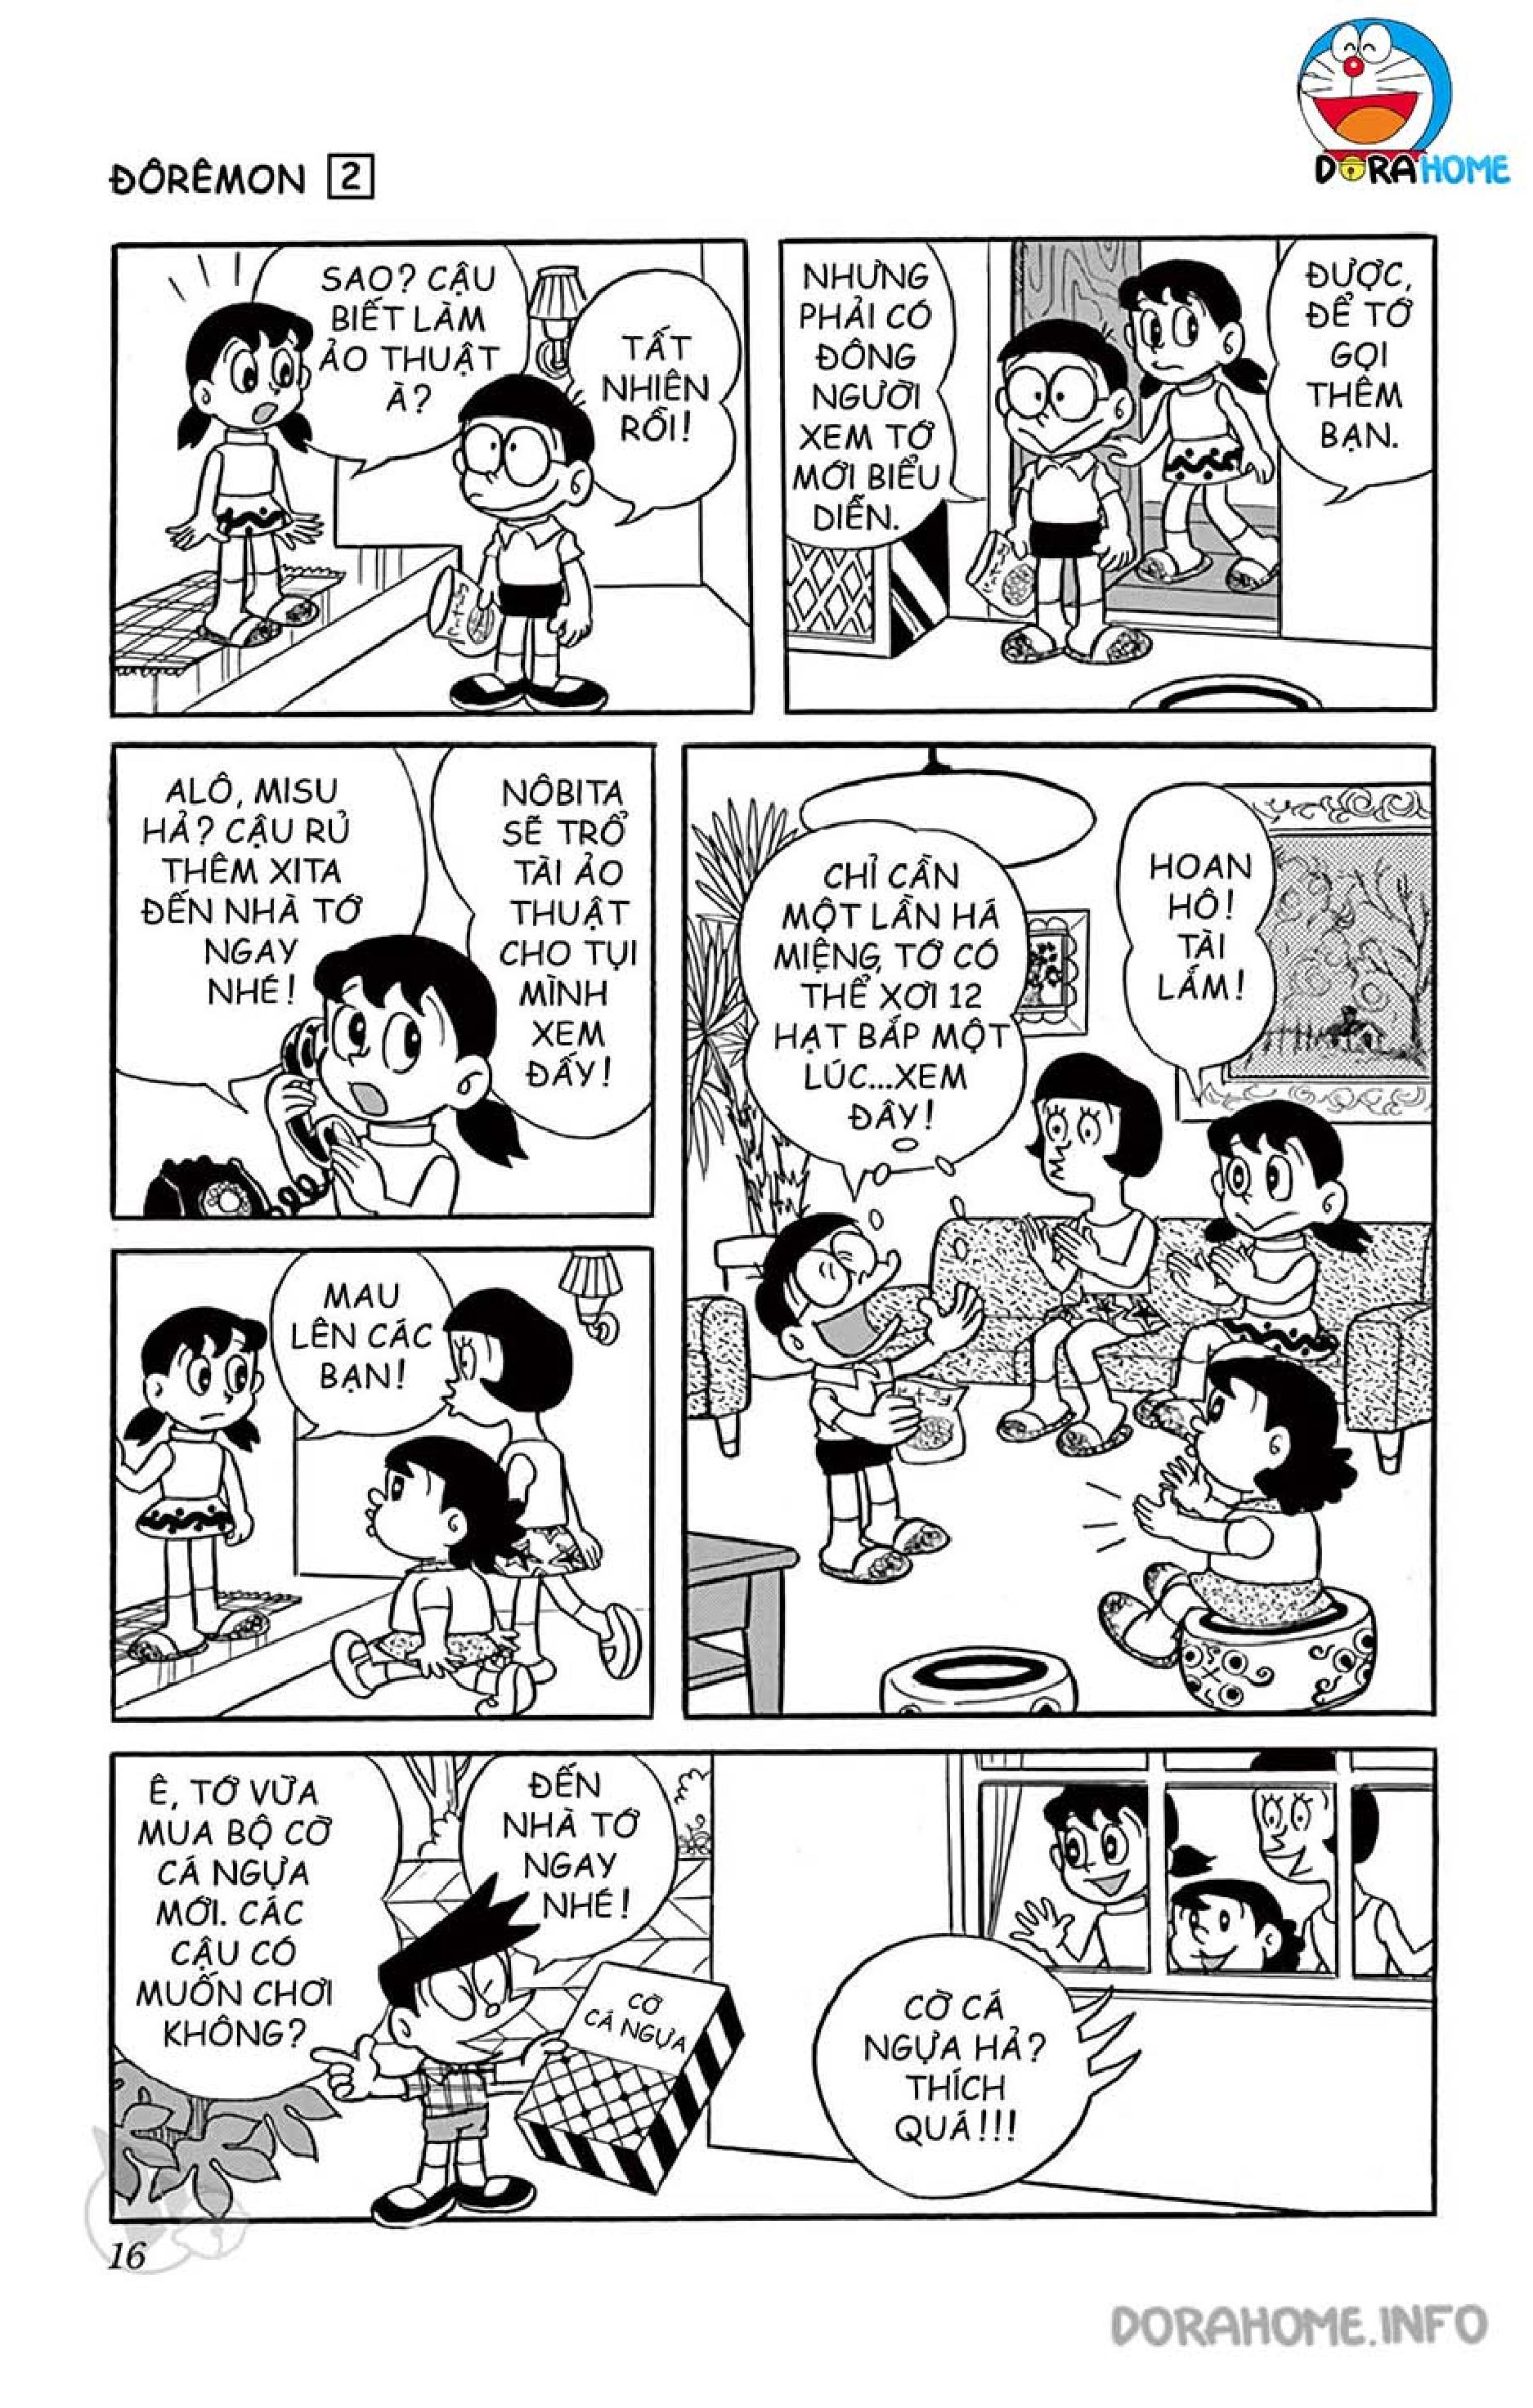 DORAHOME
ĐÔRÊMON 2
SAO? CẬU
BIẾT LÀM
ẢO THUẬT
À?
TẤT
NHIÊN
RỒI!
NHƯNG
PHẢI CÓ
ĐÔNG
NGƯỜI
XEM TỚ
MỚI BIỂU
DIỄN.
ĐƯỢC,
ĐỂ TỚ
GỌI
THÊM
BẠN.
ALÔ, MISU
HẢ? CẬU RỦ
THÊM XITA
ĐẾN NHÀ TỚ
NGAY
NHÉ!
NÔBITA
SẼ TRỔ
TÀI ẢO
THUẬT
CHO TỤI
MÌNH
XEM
ĐẤY!
MAU
LÊN CÁC
BẠN!
CHỈ CẦN
MỘT LẦN HÁ
MIỆNG, TỚ CÓ
THỂ XƠI 12
HẠT BẮP MỘT
LÚC...XEM
ĐÂY!
HOAN
HÔ!
TÀI
LẮM!
Ê, TỚ VỪA
MUA BỘ CỜ
CÁ NGỰA
MỚI. CÁC
CẬU CÓ
MUỐN CHƠI
KHÔNG?
ĐẾN
NHÀ TỚ
NGAY
NHÉ!
CỜ
CÁ NGỰA
CỜ CÁ
NGỰA HẢ?
THÍCH
QUÁ!!!
16
DORAHOME.INFO